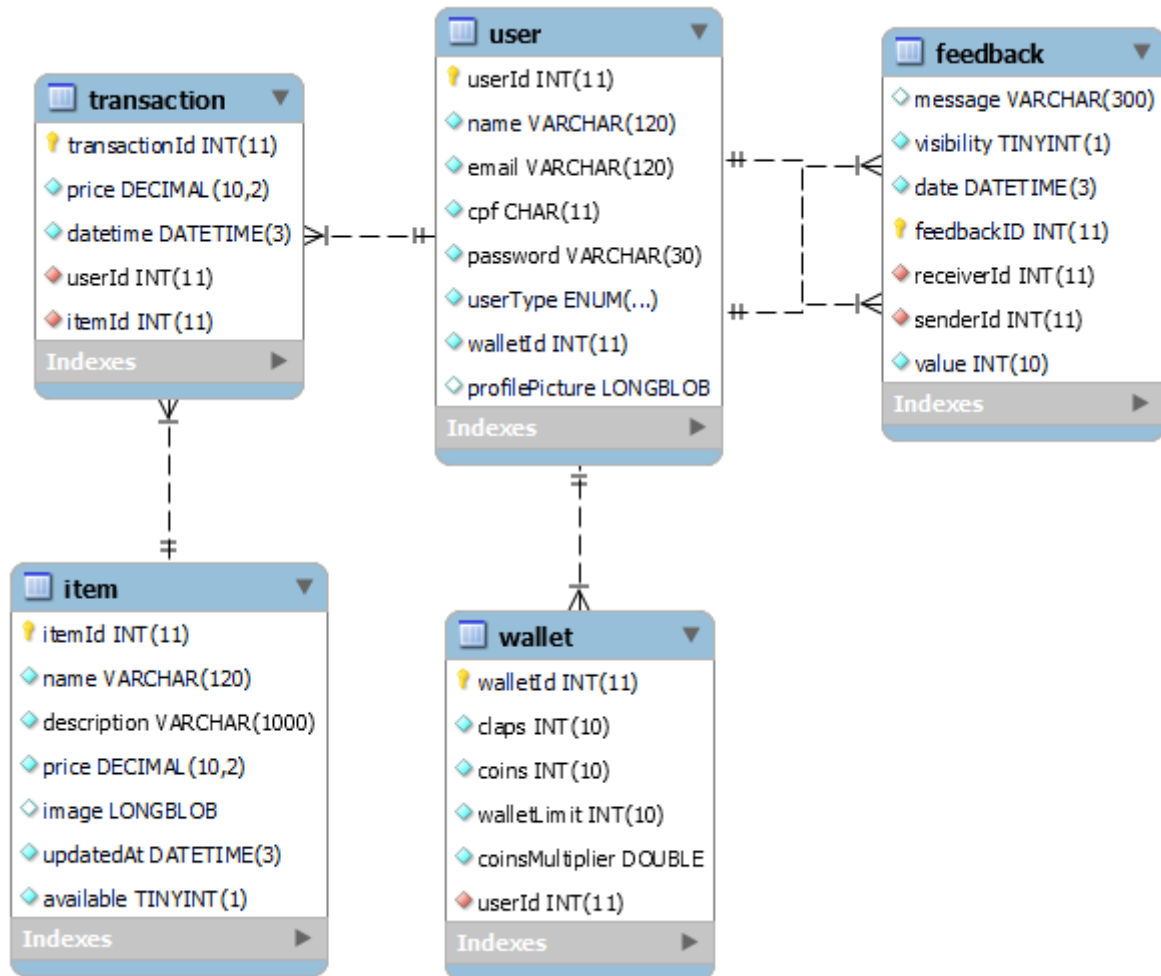 transaction
transactionId INT(11)
price DECIMAL(10,2)
datetime DATETIME(3)
userId INT(11)
itemId INT(11)
Indexes
user
userId INT(11)
name VARCHAR(120)
email VARCHAR(120)
cpf CHAR(11)
password VARCHAR(30)
userType ENUM(...)
walletId INT(11)
profilePicture LONGBLOB
Indexes
feedback
message VARCHAR(300)
visibility TINYINT(1)
date DATETIME(3)
feedbackID INT(11)
receiverId INT(11)
senderId INT(11)
value INT(10)
Indexes
item
itemId INT(11)
name VARCHAR(120)
description VARCHAR(1000)
price DECIMAL(10,2)
image LONGBLOB
updatedAt DATETIME(3)
available TINYINT(1)
Indexes
wallet
walletId INT(11)
claps INT(10)
coins INT(10)
walletLimit INT(10)
coinsMultiplier DOUBLE
userId INT(11)
Indexes